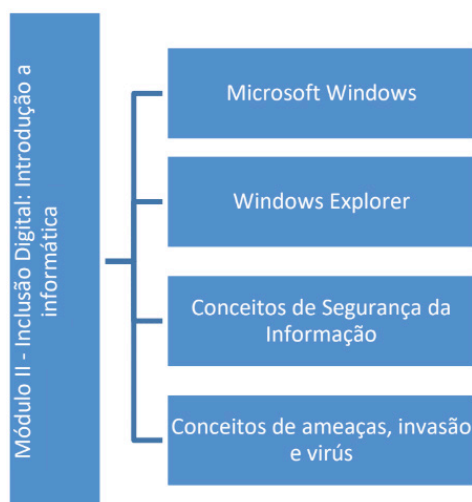 Módulo II - Inclusão Digital: Introdução a
informática
Microsoft Windows
Windows Explorer
Conceitos de Segurança da
Informação
Conceitos de ameaças, invasão
e virús